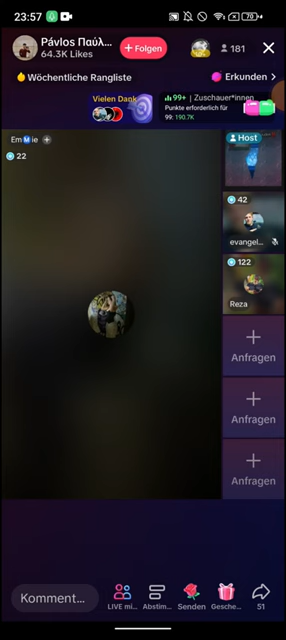 23:57
70
Pávlos Παύλ...
64.3K Likes
+ Folgen
181
Wöchentliche Rangliste
Erkunden >
Vielen Dank
99+ | Zuschauer*innen
Punkte erforderlich für
99: 190.7K
Em Ⓜ️ ie +
22
Host
42
evangel...
122
Reza
+
Anfragen
+
Anfragen
+
Anfragen
Komment...
LIVE mi...
Abstim...
Senden
Gesche...
51